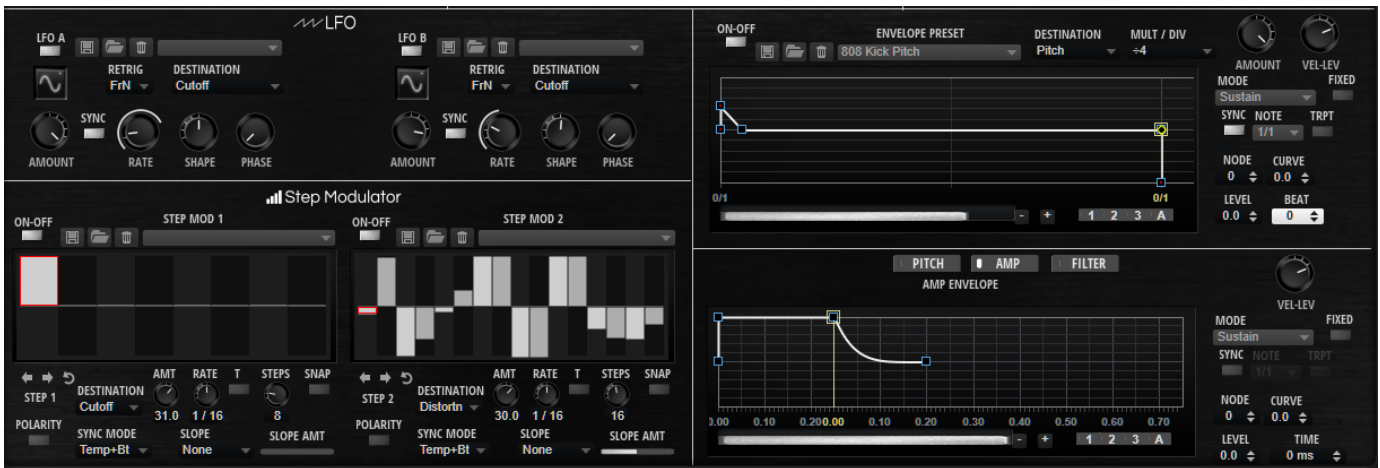 LFO
LFO A
RETRIG DESTINATION
FrN Cutoff
SYNC
AMOUNT RATE SHAPE PHASE
LFO B
RETRIG DESTINATION
FrN Cutoff
SYNC
AMOUNT RATE SHAPE PHASE
Step Modulator
ON-OFF STEP MOD 1
STEP 1
DESTINATION AMT RATE T STEPS SNAP
Cutoff 31.0 1 / 16 8
POLARITY SYNC MODE SLOPE SLOPE AMT
Temp+Bt None
ON-OFF STEP MOD 2
STEP 2
DESTINATION AMT RATE T STEPS SNAP
Distortn 30.0 1 / 16 16
POLARITY SYNC MODE SLOPE SLOPE AMT
Temp+Bt None
ON-OFF ENVELOPE PRESET DESTINATION MULT / DIV
808 Kick Pitch Pitch ÷4
AMOUNT VEL-LEV
MODE FIXED
Sustain
SYNC NOTE TRPT
1/1
NODE CURVE
0 0.0
LEVEL BEAT
0.0 0
0/1 0/1
- + 1 2 3 A
PITCH AMP FILTER
AMP ENVELOPE
VEL-LEV
MODE FIXED
Sustain
SYNC NOTE TRPT
1/1
NODE CURVE
0 0.0
LEVEL TIME
0.0 0 ms
0.00 0.10 0.20 0.00 0.10 0.20 0.30 0.40 0.50 0.60 0.70
- + 1 2 3 A